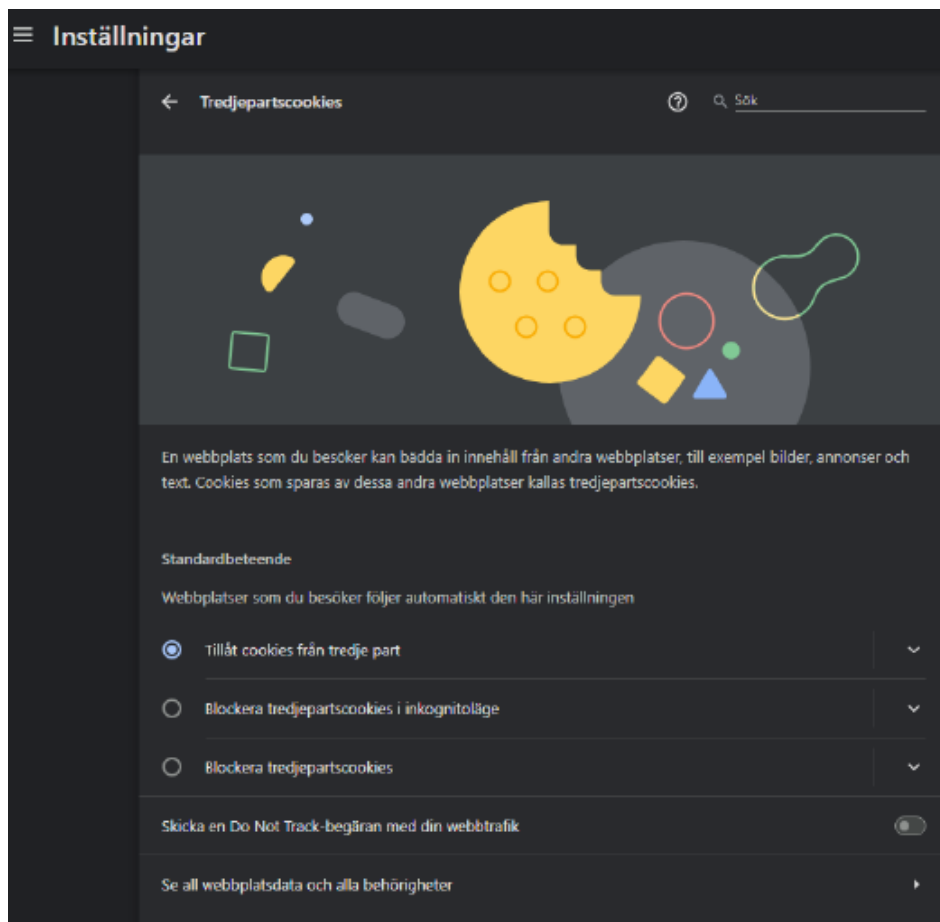 Inställningar
Tredjepartscookies
Sök
En webbplats som du besöker kan bädda in innehåll från andra webbplatser, till exempel bilder, annonser och
text. Cookies som sparas av dessa andra webbplatser kallas tredjepartscookies.
Standardbeteende
Webbplatser som du besöker följer automatiskt den här inställningen
Tillåt cookies från tredje part
Blockera tredjepartscookies i inkognitoläge
Blockera tredjepartscookies
Skicka en Do Not Track-begäran med din webbtrafik
Se all webbplatsdata och alla behörigheter